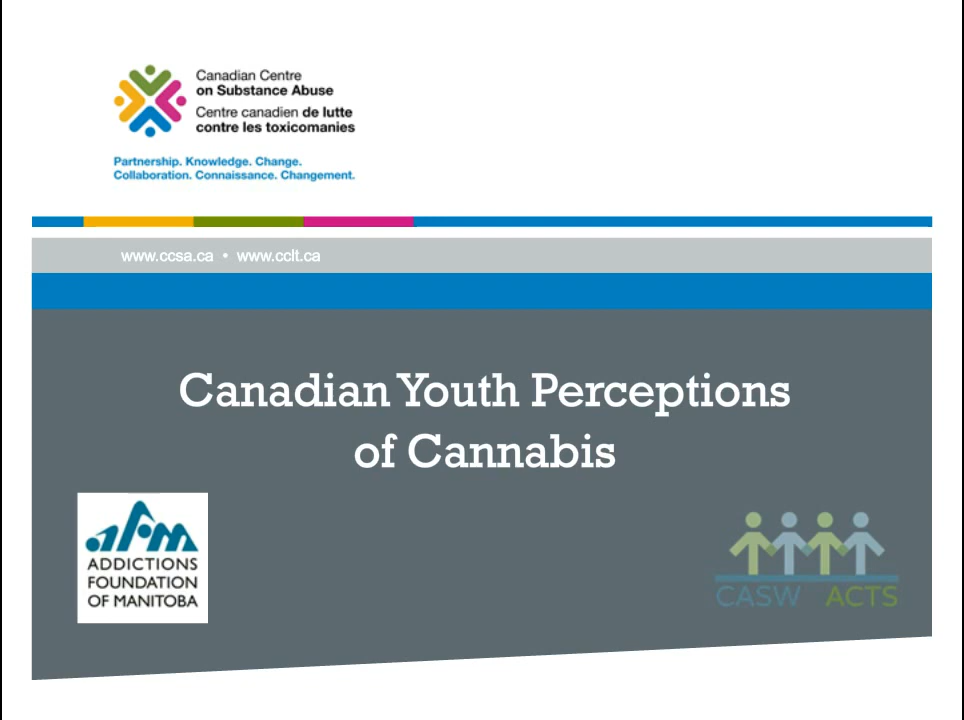 Canadian Centre
on Substance Abuse
Centre canadien de lutte
contre les toxicomanies
Partnership. Knowledge. Change.
Collaboration. Connaissance. Changement.
www.ccsa.ca • www.cclt.ca
Canadian Youth Perceptions
of Cannabis
afm
ADDICTIONS
FOUNDATION
OF MANITOBA
CASW ACTS